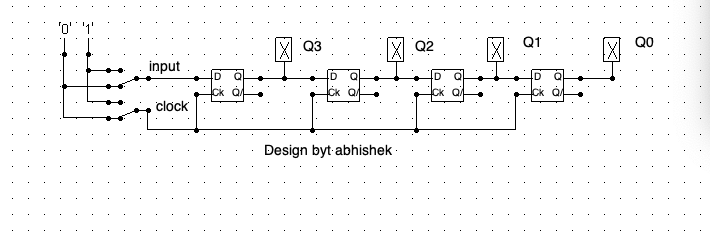 '0' '1'
Q3 Q2 Q1 Q0
input
D Q D Q D Q D Q
Ck Q/ Ck Q/ Ck Q/ Ck Q/
clock
Design byt abhishek